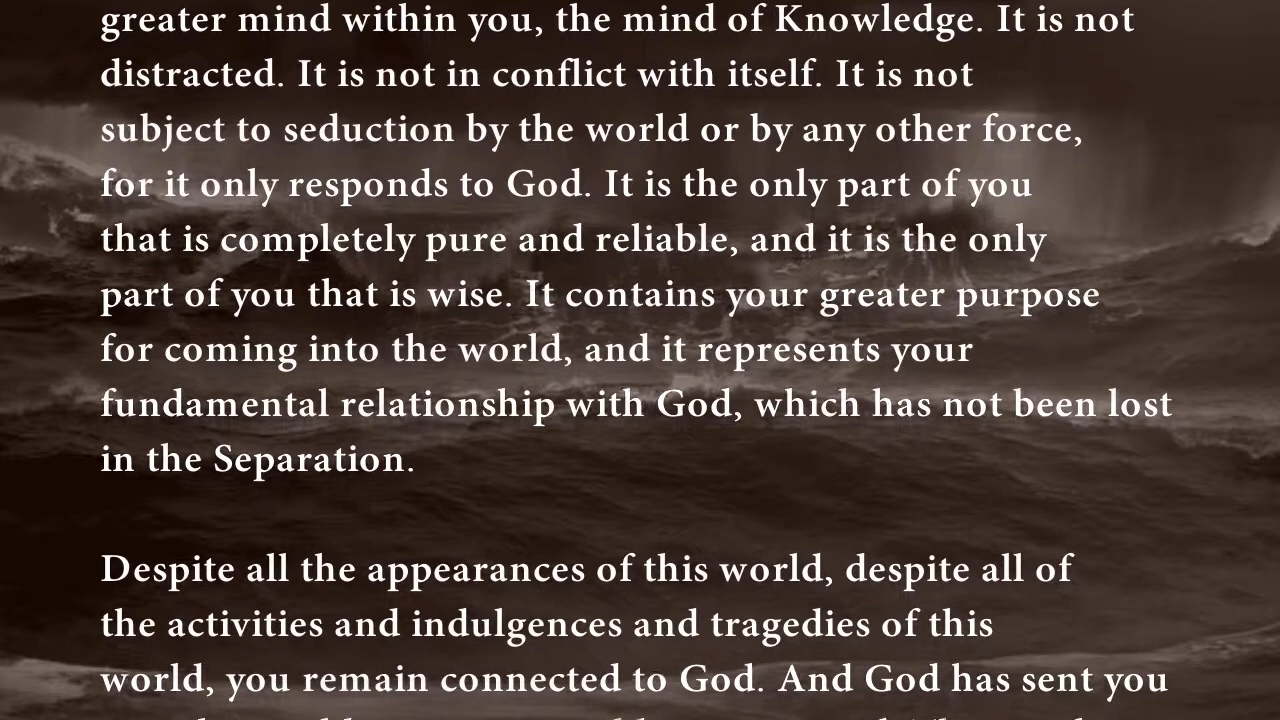 greater mind within you, the mind of Knowledge. It is not
distracted. It is not in conflict with itself. It is not
subject to seduction by the world or by any other force,
for it only responds to God. It is the only part of you
that is completely pure and reliable, and it is the only
part of you that is wise. It contains your greater purpose
for coming into the world, and it represents your
fundamental relationship with God, which has not been lost
in the Separation.
Despite all the appearances of this world, despite all of
the activities and indulgences and tragedies of this
world, you remain connected to God. And God has sent you